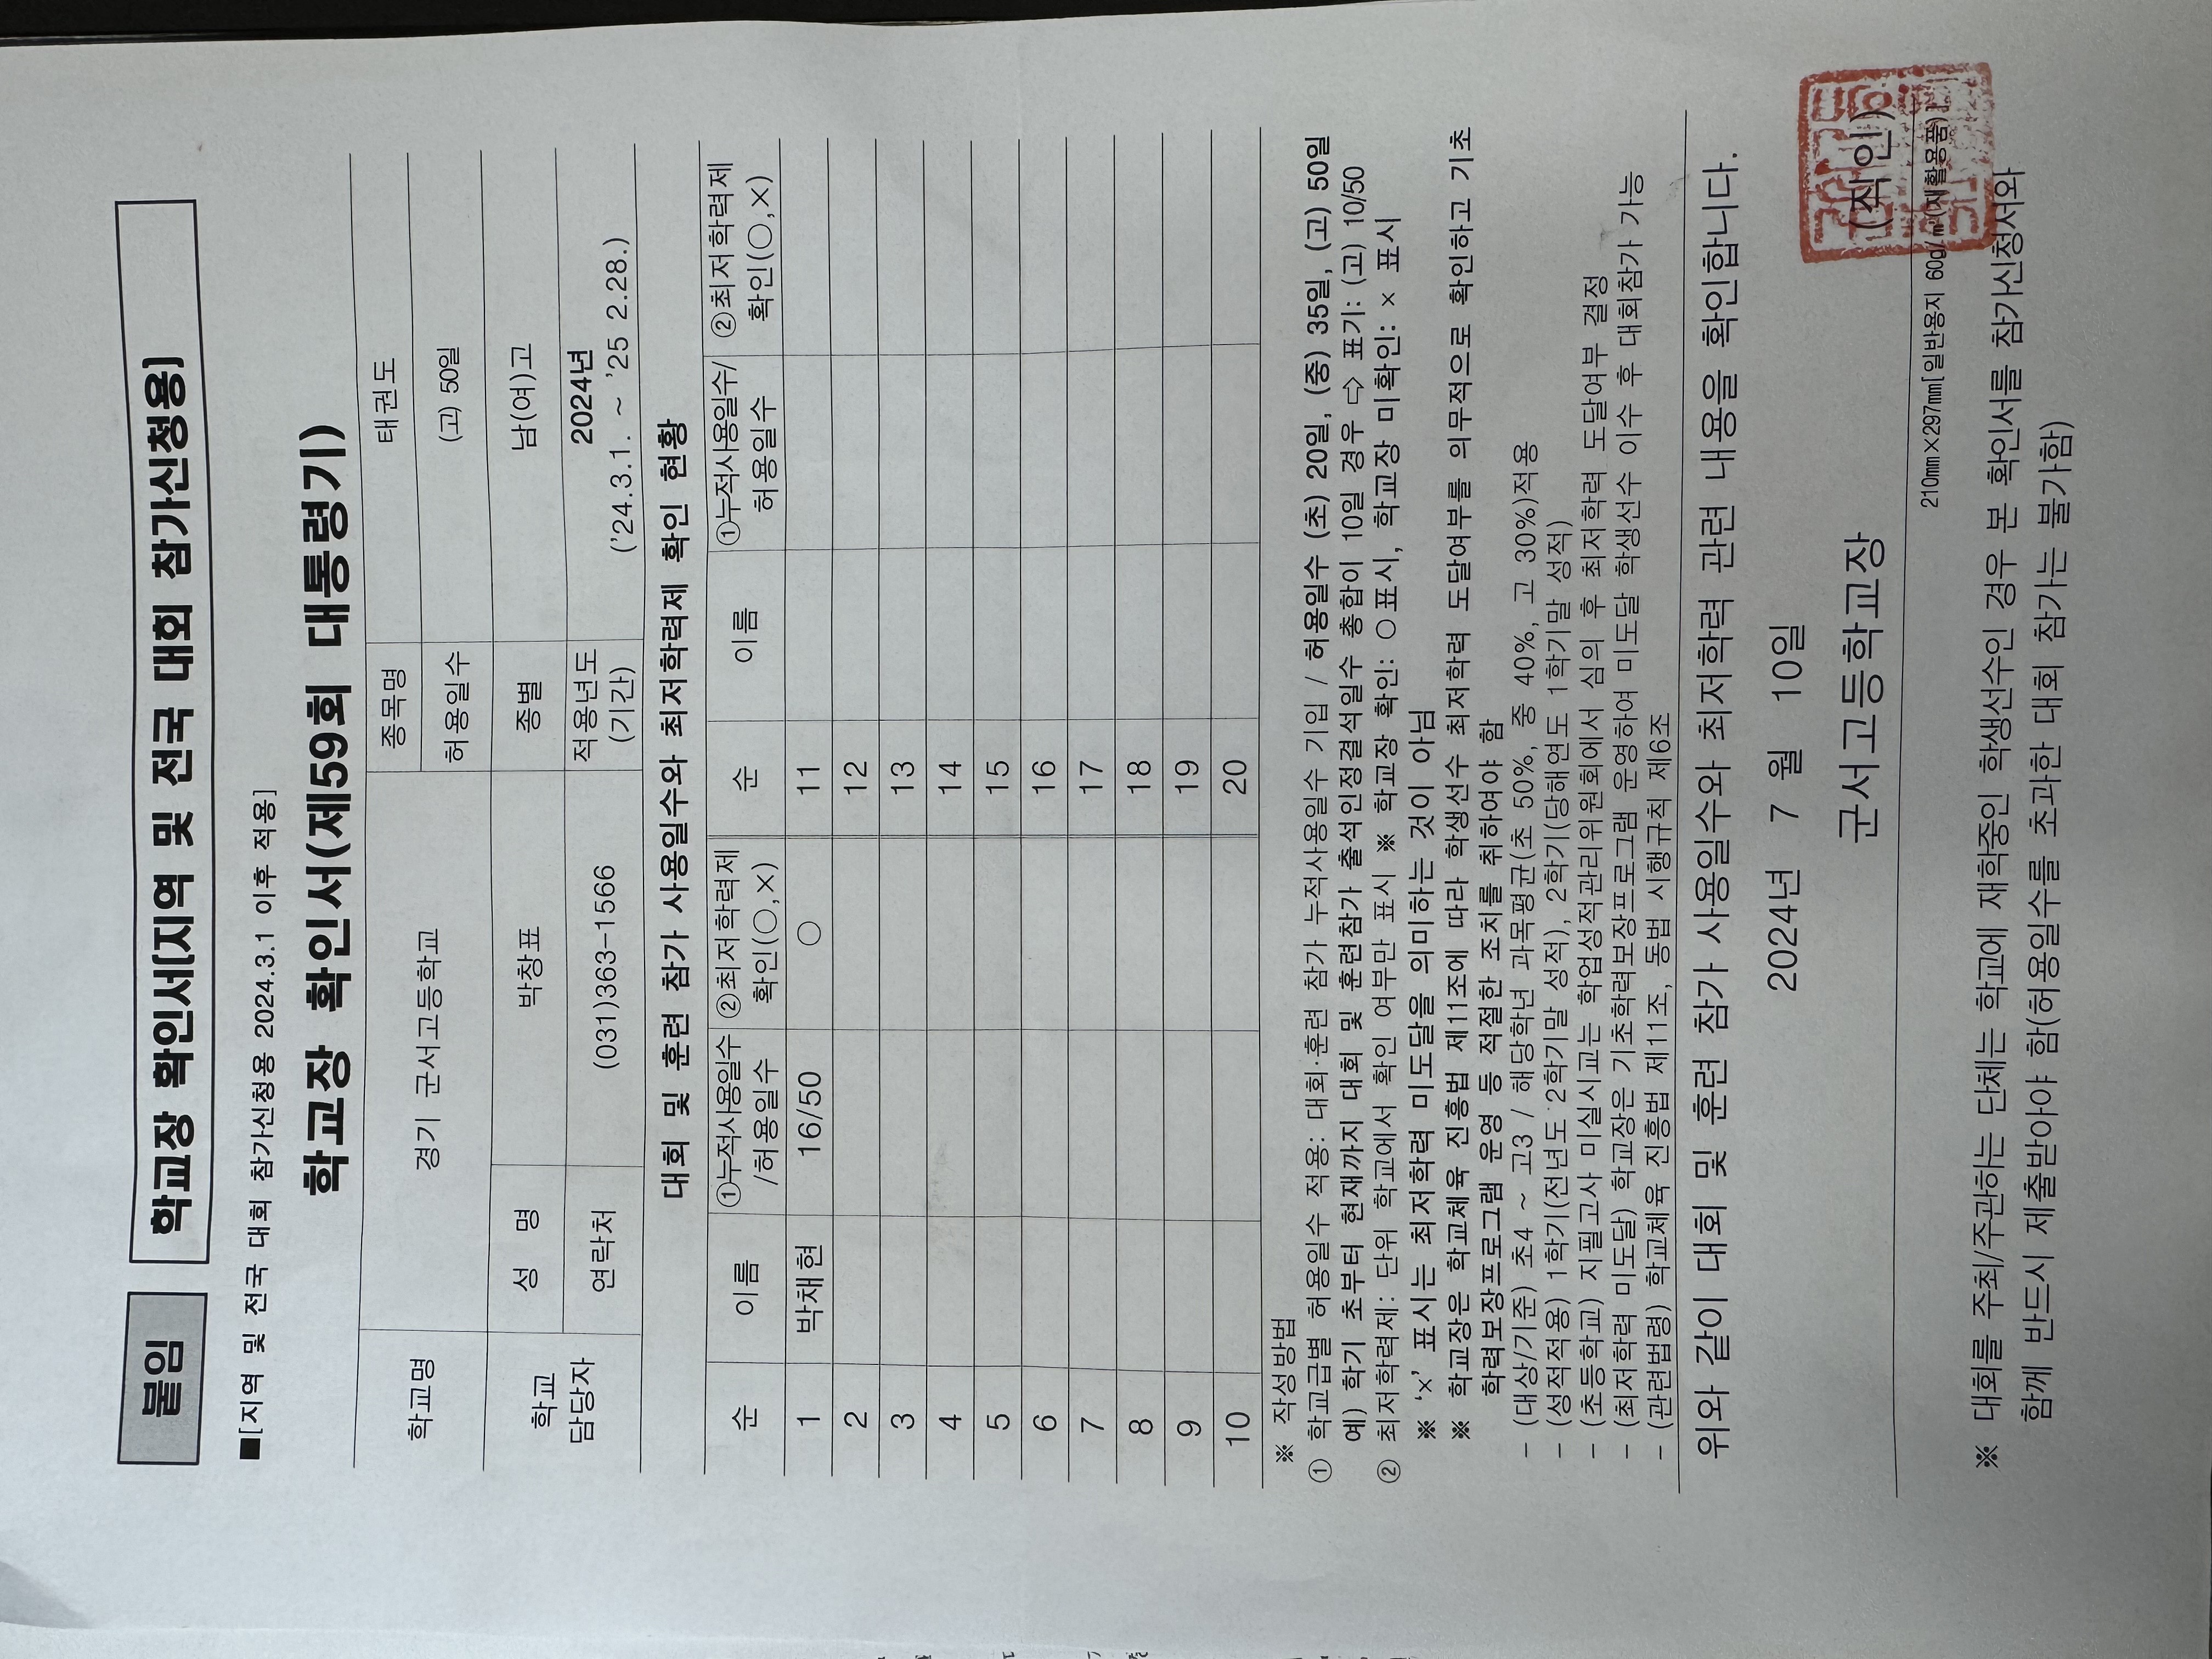 붙임
학교장 확인서[지역 및 전국 대회 참가신청용]
■[지역 및 전국 대회 참가신청용 2024.3.1 이후 적용]
학교장 확인서(제59회 대통령기)
학교명 경기 군서고등학교 종목명 태권도
허용일수 (고) 50일
학교 담당자 성 명 박창표 종별 남(여)고
연락처 (031)363-1566 적용년도 (기간) 2024년
('24.3.1. ~ '25 2.28.)
대회 및 훈련 참가 사용일수와 최저학력제 확인 현황
순 이름 ①누적사용일수/허용일수 ②최저학력제 확인(○,×) 순 이름 ①누적사용일수/허용일수 ②최저학력제 확인(○,×)
1 박채현 16/50 ○ 11
2 12
3 13
4 14
5 15
6 16
7 17
8 18
9 19
10 20
※ 작성방법
① 학교급별 허용일수 적용: 대회·훈련 참가 누적사용일수 기입 / 허용일수 (초) 20일, (중) 35일, (고) 50일
예) 학기 초부터 현재까지 대회 및 훈련참가 출석인정결석일수 총합이 10일 경우 ⇨ 표기: (고) 10/50
② 최저학력제: 단위 학교에서 확인 여부만 표시 ※ 학교장 확인: ○표시, 학교장 미확인: × 표시
※ '×' 표시는 최저학력 미도달을 의미하는 것이 아님
※ 학교장은 학교체육 진흥법 제11조에 따라 학생선수 최저학력 도달여부를 의무적으로 확인하고 기초
학력보장프로그램 운영 등 적절한 조치를 취하여야 함
- (대상/기준) 초4 ~ 고3 / 해당학년 과목평균(초 50%, 중 40%, 고 30%)적용
- (성적적용) 1학기(전년도 2학기말 성적), 2학기(당해연도 1학기말 성적)
- (초등학교) 지필고사 미실시교는 학업성적관리위원회에서 심의 후 최저학력 도달여부 결정
- (최저학력 미도달) 학교장은 기초학력보장프로그램 운영하여 미도달 학생선수 이수 후 대회참가 가능
- (관련법령) 학교체육 진흥법 제11조, 동법 시행규칙 제6조
위와 같이 대회 및 훈련 참가 사용일수와 최저학력 관련 내용을 확인합니다.
2024년 7 월 10일
군서고등학교장 (직인)
210㎜×297㎜[일반용지 60g/㎡(재활용품)]
※ 대회를 주최/주관하는 단체는 학교에 재학중인 학생선수인 경우 본 확인서를 참가신청서와
함께 반드시 제출받아야 함(허용일수를 초과한 대회 참가는 불가함)